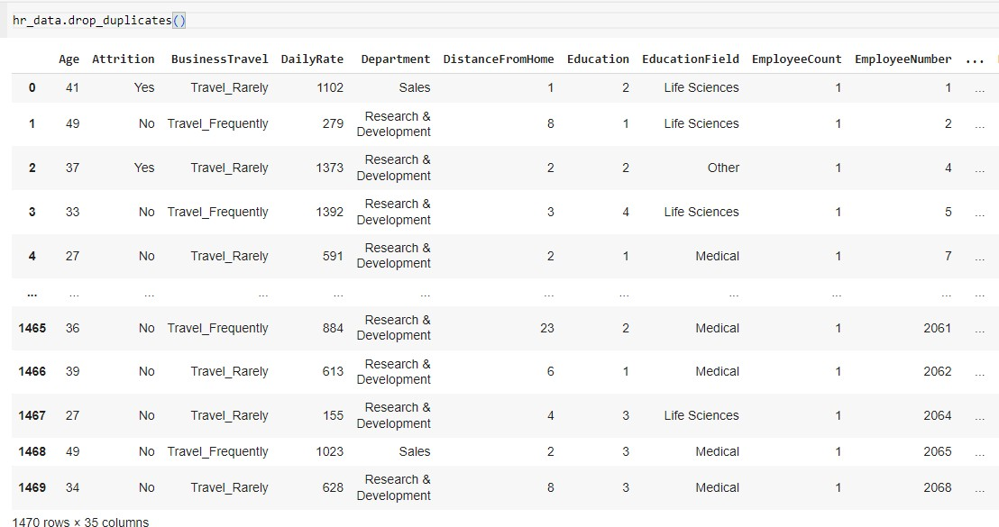 hr_data.drop_duplicates()
Age Attrition BusinessTravel DailyRate Department DistanceFromHome Education EducationField EmployeeCount EmployeeNumber ...
0 41 Yes Travel_Rarely 1102 Sales 1 2 Life Sciences 1 1 ...
1 49 No Travel_Frequently 279 Research & Development 8 1 Life Sciences 1 2 ...
2 37 Yes Travel_Rarely 1373 Research & Development 2 2 Other 1 4 ...
3 33 No Travel_Frequently 1392 Research & Development 3 4 Life Sciences 1 5 ...
4 27 No Travel_Rarely 591 Research & Development 2 1 Medical 1 7 ...
... ... ... ... ... ... ... ... ... ... ... ...
1465 36 No Travel_Frequently 884 Research & Development 23 2 Medical 1 2061 ...
1466 39 No Travel_Rarely 613 Research & Development 6 1 Medical 1 2062 ...
1467 27 No Travel_Rarely 155 Research & Development 4 3 Life Sciences 1 2064 ...
1468 49 No Travel_Frequently 1023 Sales 2 3 Medical 1 2065 ...
1469 34 No Travel_Rarely 628 Research & Development 8 3 Medical 1 2068 ...
1470 rows × 35 columns